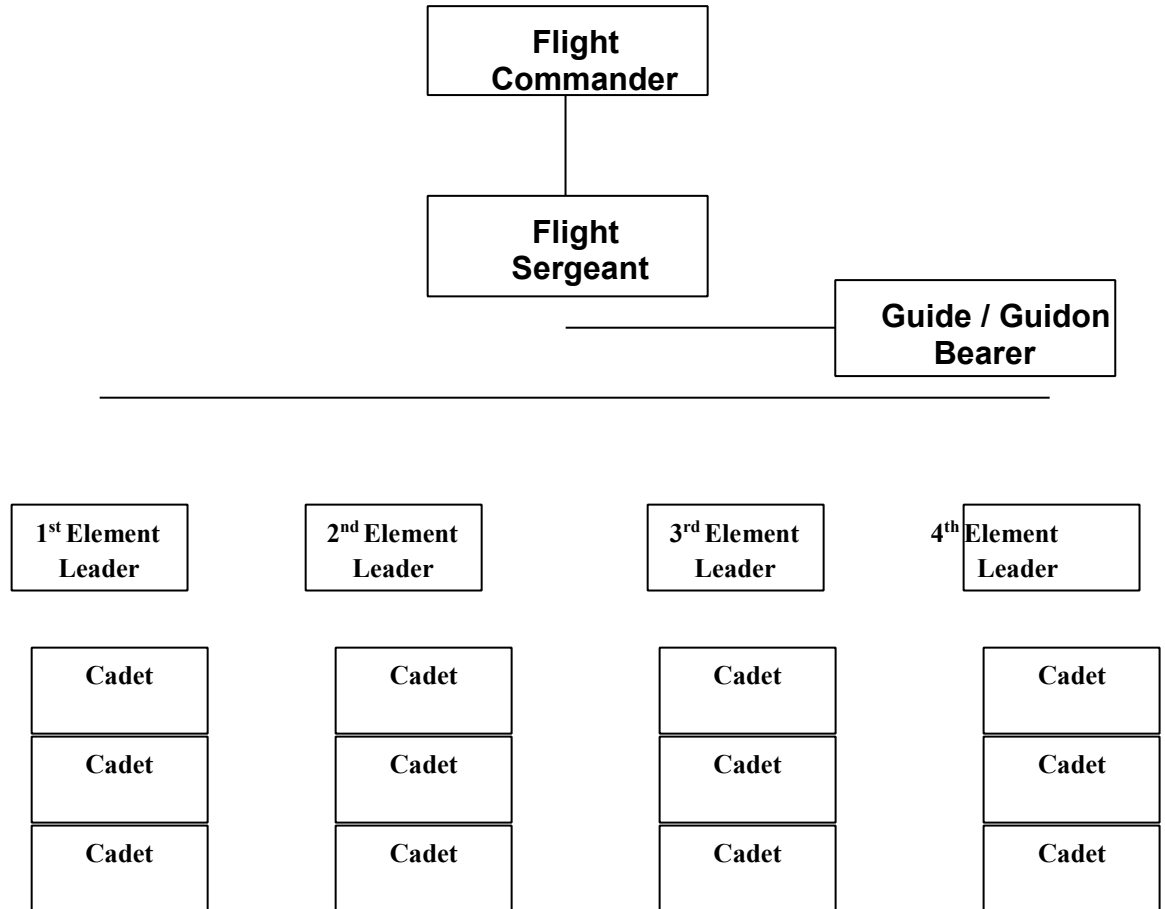 Flight
Commander
Flight
Sergeant
Guide / Guidon
Bearer
1st Element
Leader
2nd Element
Leader
3rd Element
Leader
4th Element
Leader
Cadet
Cadet
Cadet
Cadet
Cadet
Cadet
Cadet
Cadet
Cadet
Cadet
Cadet
Cadet